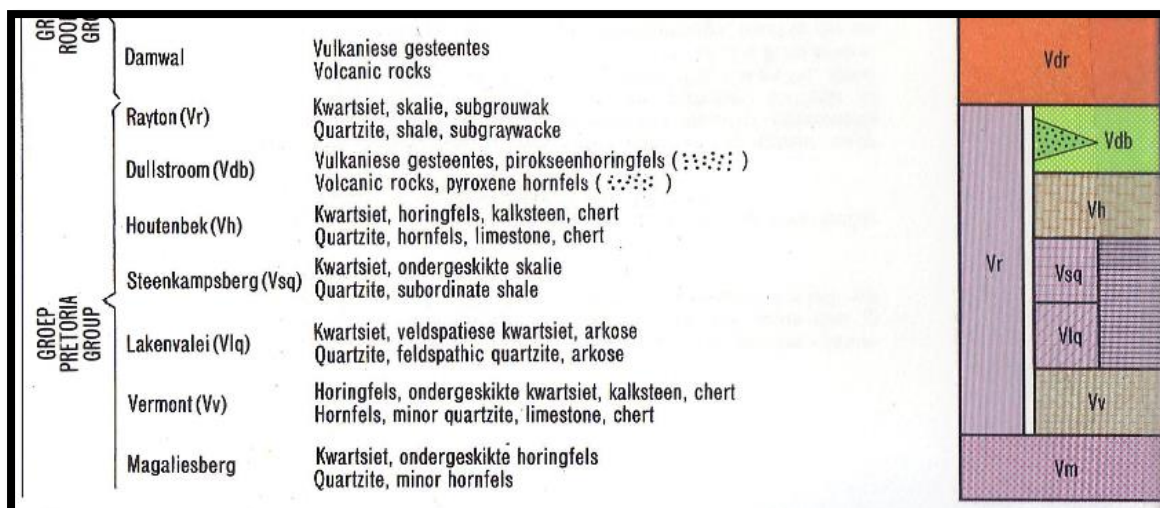 GR
ROOI
GRO
Damwal
Vulkaniese gesteentes
Volcanic rocks
Rayton (Vr)
Kwartsiet, skalie, subgrouwak
Quartzite, shale, subgraywacke
Dullstroom (Vdb)
Vulkaniese gesteentes, pirokseenhoringfels ( )
Volcanic rocks, pyroxene hornfels ( )
Houtenbek (Vh)
Kwartsiet, horingfels, kalksteen, chert
Quartzite, hornfels, limestone, chert
Steenkampsberg (Vsq)
Kwartsiet, ondergeskikte skalie
Quartzite, subordinate shale
GROEP
PRETORIA
GROUP
Lakenvalei (Vlq)
Kwartsiet, veldspatiese kwartsiet, arkose
Quartzite, feldspathic quartzite, arkose
Vermont (Vv)
Horingfels, ondergeskikte kwartsiet, kalksteen, chert
Hornfels, minor quartzite, limestone, chert
Magaliesberg
Kwartsiet, ondergeskikte horingfels
Quartzite, minor hornfels
Vdr
Vdb
Vh
Vr
Vsq
Vlq
Vv
Vm